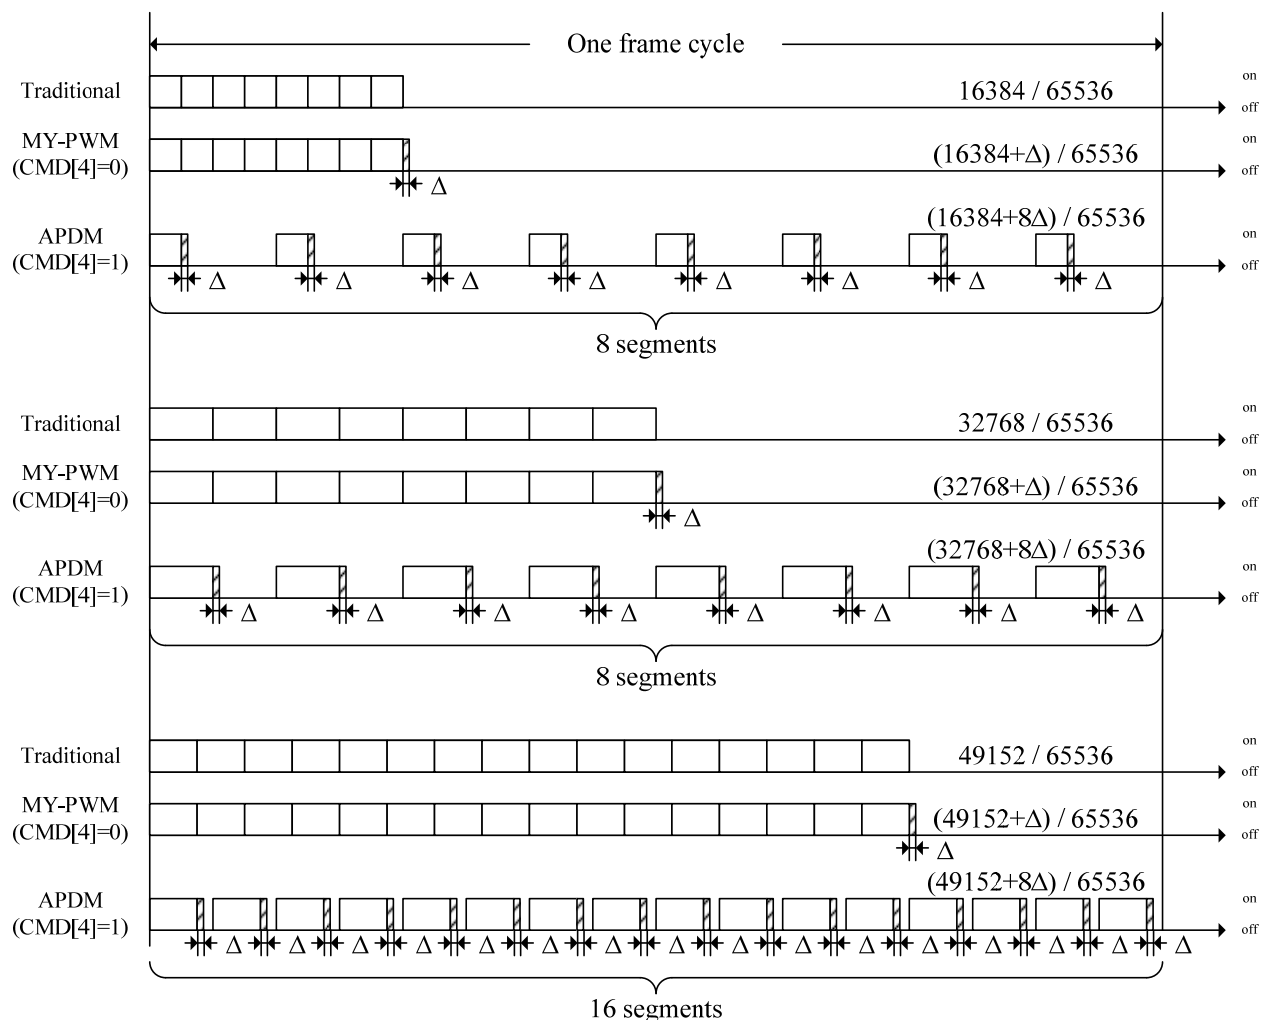 One frame cycle
Traditional
16384 / 65536
on
off
MY-PWM
(CMD[4]=0)
(16384+Δ) / 65536
on
off
Δ
APDM
(CMD[4]=1)
(16384+8Δ) / 65536
on
off
Δ Δ Δ Δ Δ Δ Δ Δ
8 segments
Traditional
32768 / 65536
on
off
MY-PWM
(CMD[4]=0)
(32768+Δ) / 65536
on
off
Δ
APDM
(CMD[4]=1)
(32768+8Δ) / 65536
on
off
Δ Δ Δ Δ Δ Δ Δ Δ
8 segments
Traditional
49152 / 65536
on
off
MY-PWM
(CMD[4]=0)
(49152+Δ) / 65536
on
off
Δ
APDM
(CMD[4]=1)
(49152+8Δ) / 65536
on
off
Δ Δ Δ Δ Δ Δ Δ Δ Δ Δ Δ Δ Δ Δ Δ Δ
16 segments